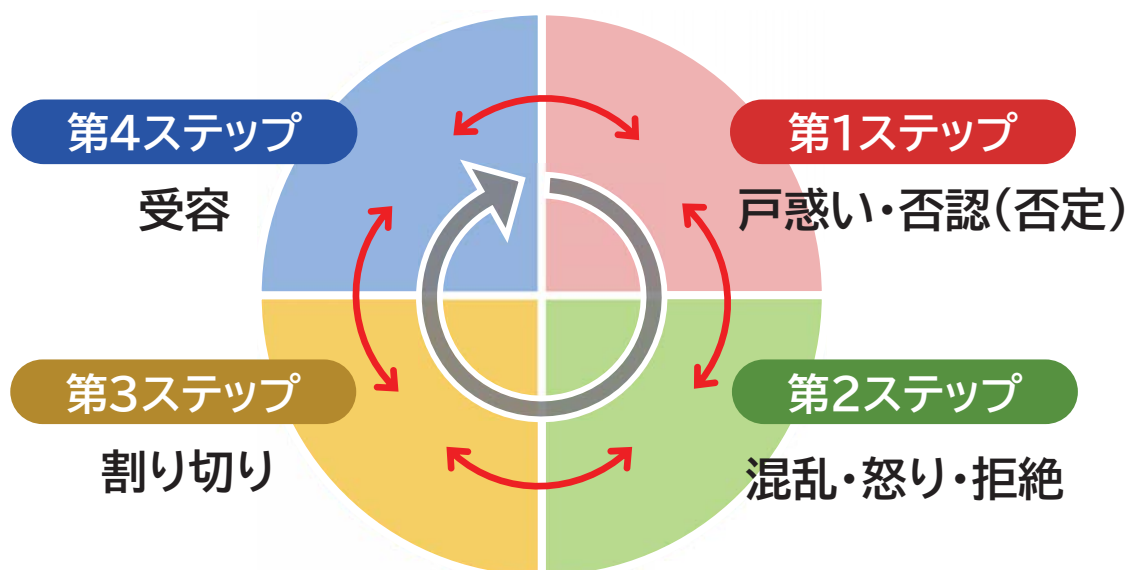 第1ステップ
戸惑い・否認(否定)
第2ステップ
混乱・怒り・拒絶
第3ステップ
割り切り
第4ステップ
受容